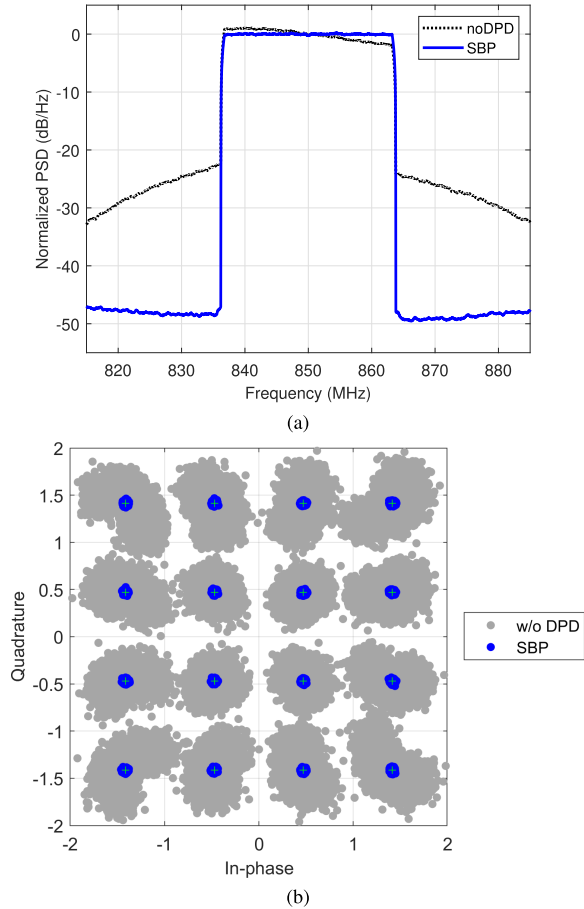 0
-10
-20
-30
-40
-50
Normalized PSD (dB/Hz)
noDPD
SBP
820 830 840 850 860 870 880
Frequency (MHz)
(a)
2
1.5
1
0.5
0
-0.5
-1
-1.5
-2
Quadrature
w/o DPD
SBP
-2 -1 0 1 2
In-phase
(b)